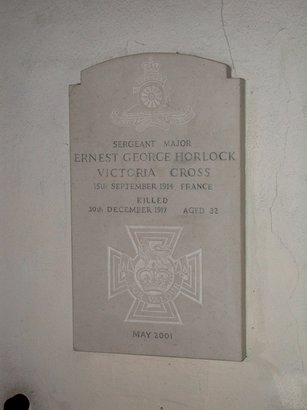 SERGEANT MAJOR
ERNEST GEORGE HORLOCK
VICTORIA CROSS
15TH SEPTEMBER 1914 FRANCE
KILLED
30TH DECEMBER 1917 AGED 32
MAY 2001